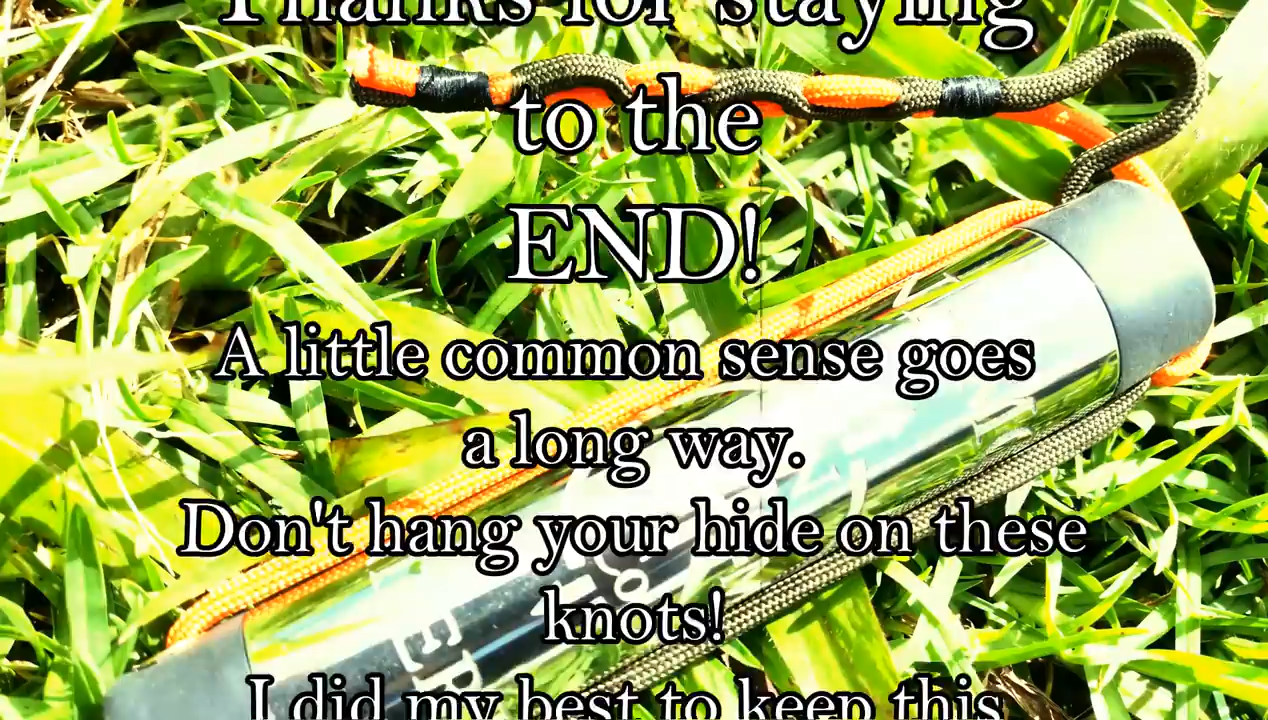 Thanks for staying
to the
END!
A little common sense goes
a long way.
Don't hang your hide on these
knots!
I did my best to keep this